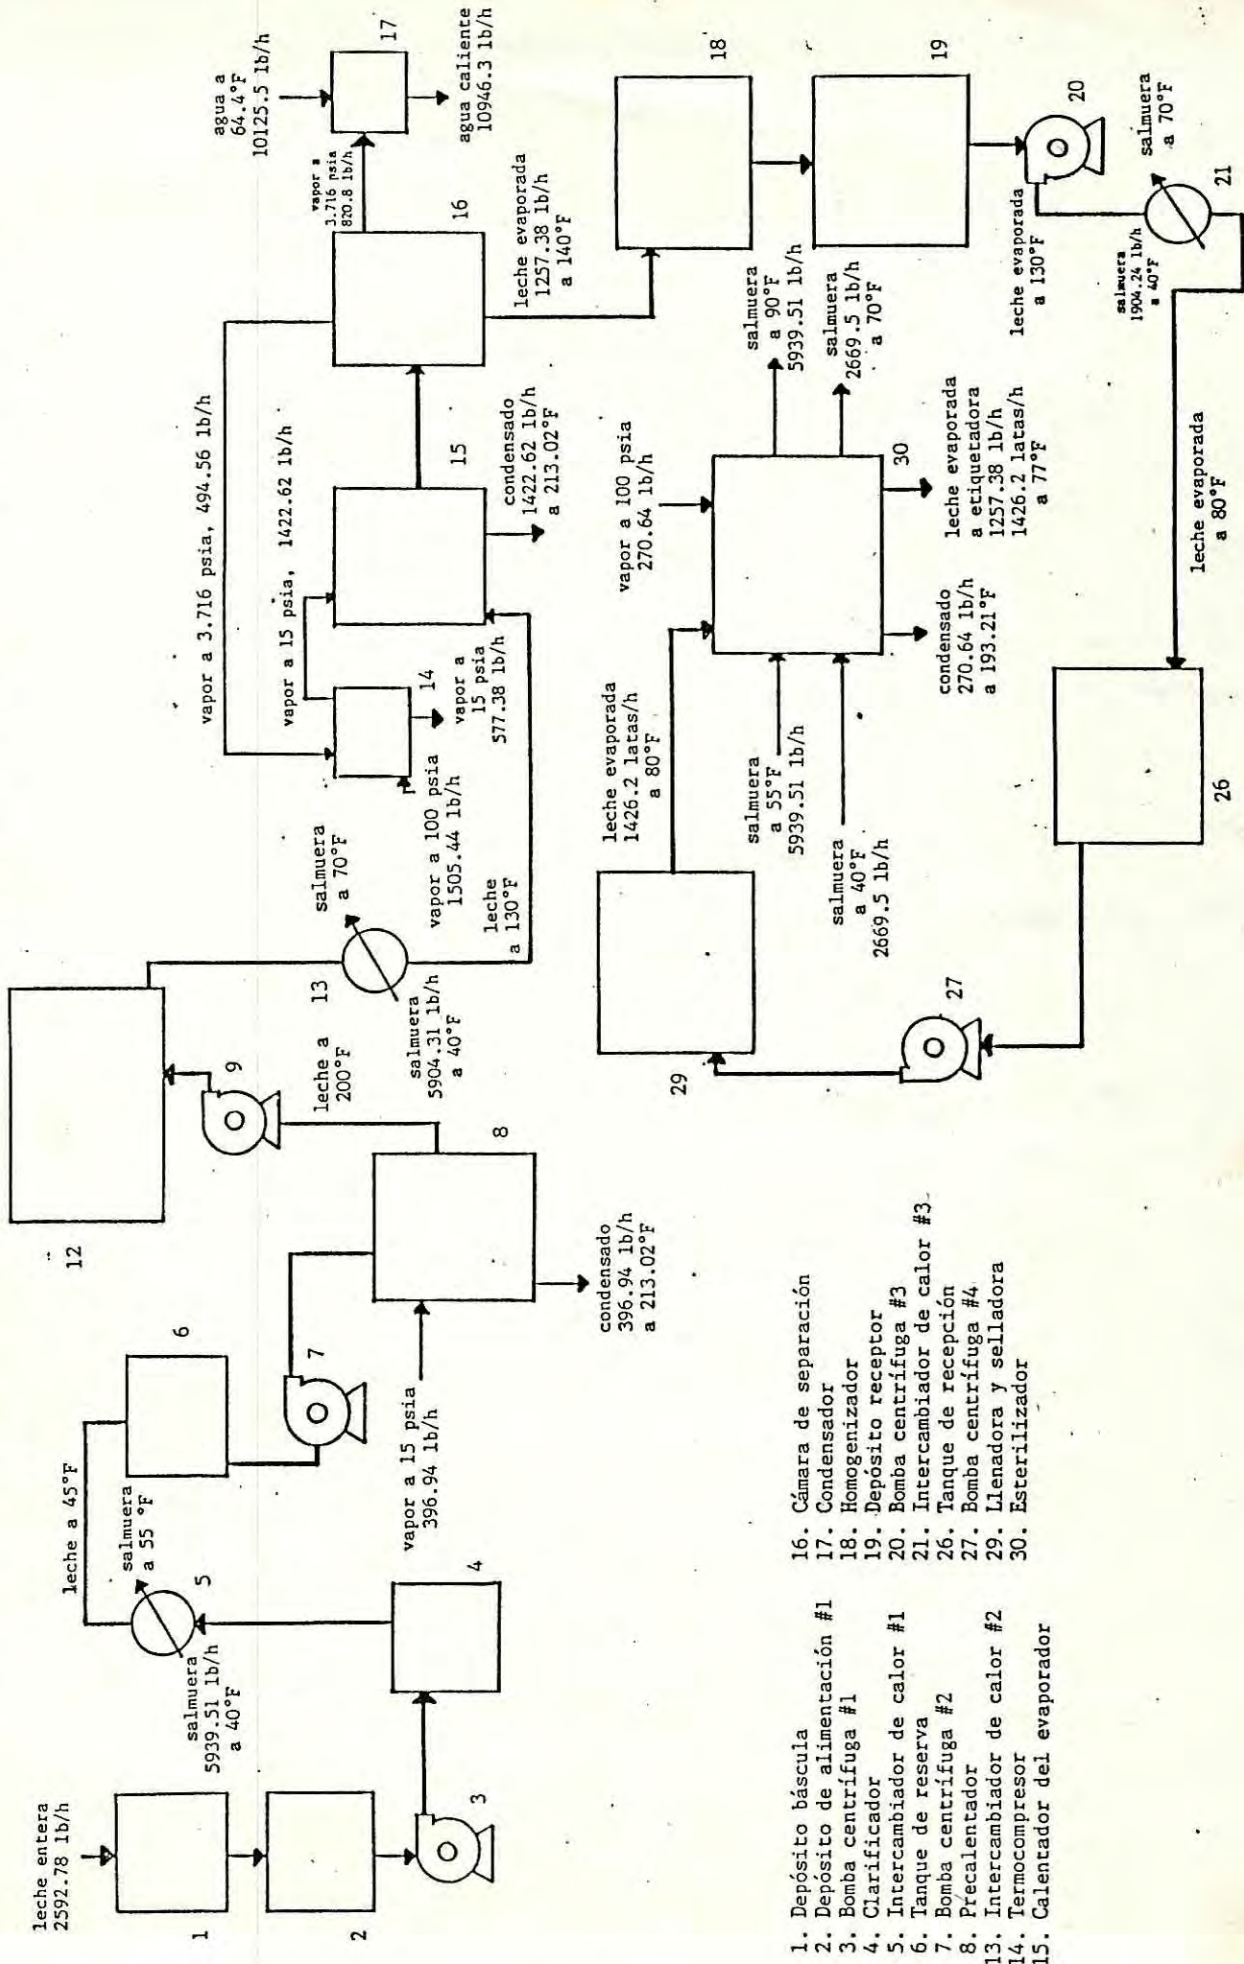 leche entera
2592.78 lb/h
1
2
3
4
salmuera
5939.51 lb/h
a 40°F
5
salmuera
a 55 °F
leche a 45°F
6
7
vapor a 15 psia
396.94 lb/h
8
condensado
396.94 lb/h
a 213.02°F
9
leche a
200°F
12
13
salmuera
5904.31 lb/h
a 40°F
salmuera
a 70°F
leche
a 130°F
vapor a 100 psia
1505.44 lb/h
14
vapor a
15 psia
577.38 lb/h
vapor a 15 psia, 1422.62 lb/h
vapor a 3.716 psia, 494.56 lb/h
15
condensado
1422.62 lb/h
a 213.02°F
16
vapor a
3.716 psia
820.8 lb/h
agua a
64.4°F
10125.5 lb/h
17
agua caliente
10946.3 lb/h
leche evaporada
1257.38 lb/h
a 140°F
18
19
20
leche evaporada
a 130°F
salmuera
1904.24 lb/h
a 40°F
salmuera
a 70°F
21
leche evaporada
a 80°F
26
27
29
leche evaporada
1426.2 latas/h
a 80°F
vapor a 100 psia
270.64 lb/h
salmuera
a 55°F
5939.51 lb/h
salmuera
a 40°F
2669.5 lb/h
salmuera
a 90°F
5939.51 lb/h
salmuera
2669.5 lb/h
a 70°F
30
condensado
270.64 lb/h
a 193.21°F
leche evaporada
a etiquetadora
1257.38 lb/h
1426.2 latas/h
a 77°F
1. Depósito báscula
2. Depósito de alimentación #1
3. Bomba centrífuga #1
4. Clarificador
5. Intercambiador de calor #1
6. Tanque de reserva
7. Bomba centrífuga #2
8. Precalentador
13. Intercambiador de calor #2
14. Termocompresor
15. Calentador del evaporador
16. Cámara de separación
17. Condensador
18. Homogenizador
19. Depósito receptor
20. Bomba centrífuga #3
21. Intercambiador de calor #3
26. Tanque de recepción
27. Bomba centrífuga #4
29. Llenadora y selladora
30. Esterilizador